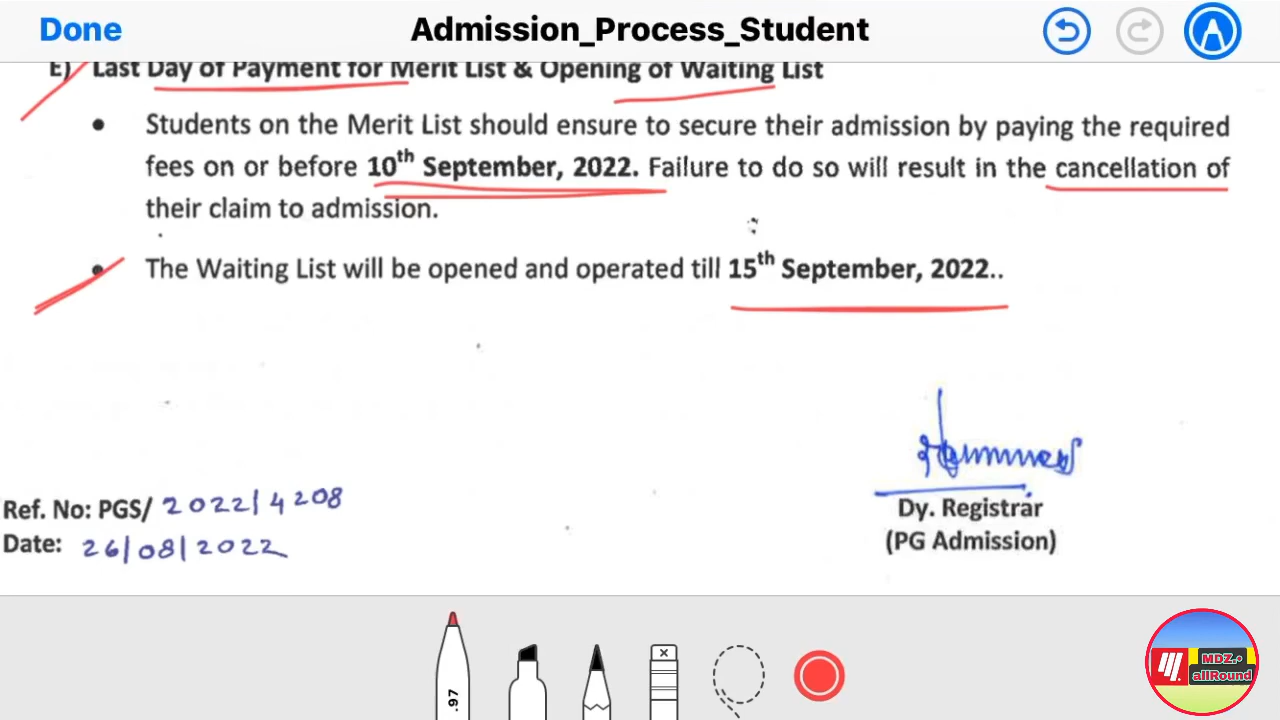 Done
Admission_Process_Student
E) Last Day of Payment for Merit List & Opening of Waiting List
• Students on the Merit List should ensure to secure their admission by paying the required
fees on or before 10th September, 2022. Failure to do so will result in the cancellation of
their claim to admission.
• The Waiting List will be opened and operated till 15th September, 2022..
Ref. No: PGS/ 2022/4208
Date: 26/08/2022
Dy. Registrar
(PG Admission)
.97
MDZ.
allRound